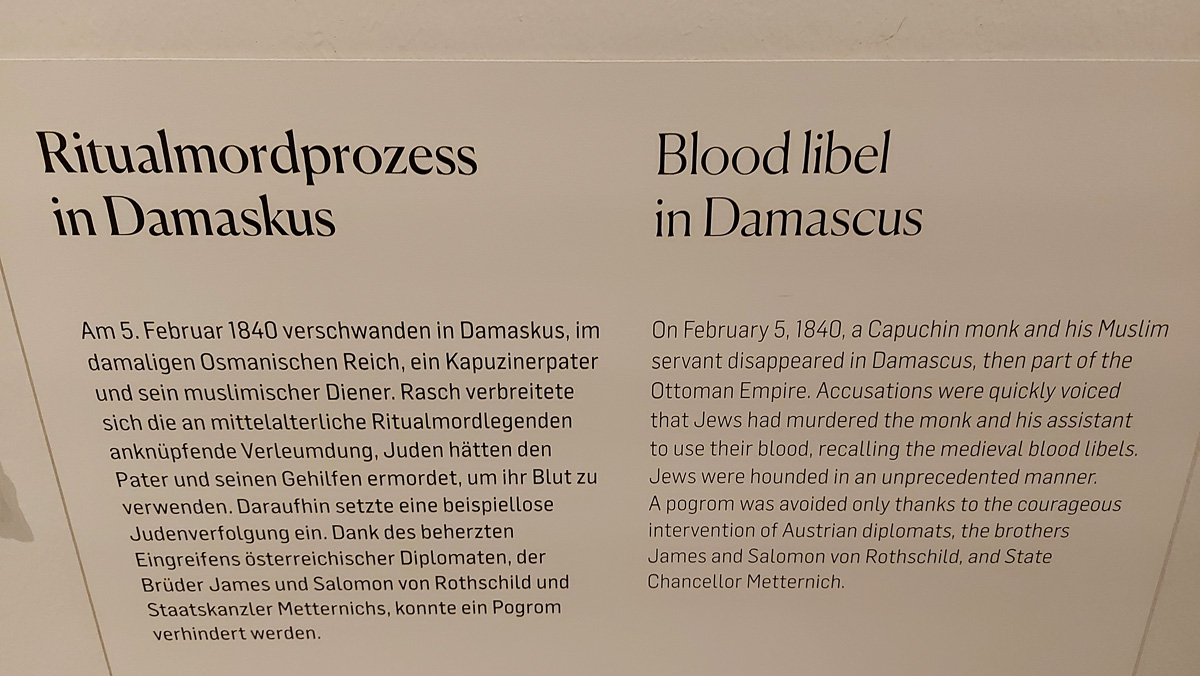 Ritualmordprozess
in Damaskus
Am 5. Februar 1840 verschwanden in Damaskus, im
damaligen Osmanischen Reich, ein Kapuzinerpater
und sein muslimischer Diener. Rasch verbreitete
sich die an mittelalterliche Ritualmordlegenden
anknüpfende Verleumdung, Juden hätten den
Pater und seinen Gehilfen ermordet, um ihr Blut zu
verwenden. Daraufhin setzte eine beispiellose
Judenverfolgung ein. Dank des beherzten
Eingreifens österreichischer Diplomaten, der
Brüder James und Salomon von Rothschild und
Staatskanzler Metternichs, konnte ein Pogrom
verhindert werden.
Blood libel
in Damascus
On February 5, 1840, a Capuchin monk and his Muslim
servant disappeared in Damascus, then part of the
Ottoman Empire. Accusations were quickly voiced
that Jews had murdered the monk and his assistant
to use their blood, recalling the medieval blood libels.
Jews were hounded in an unprecedented manner.
A pogrom was avoided only thanks to the courageous
intervention of Austrian diplomats, the brothers
James and Salomon von Rothschild, and State
Chancellor Metternich.